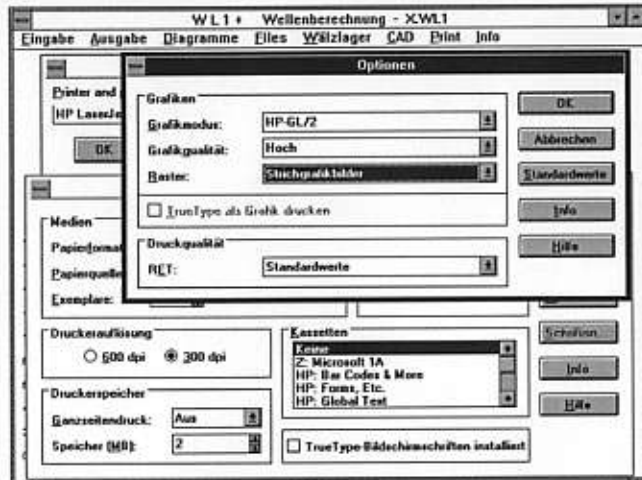 WL1+ Wellenberechnung - X.WL1
Eingabe Ausgabe Diagramme Files Wälzlager CAD Print Info
Optionen
Printer and
HP LaserJe
OK
Grafiken
Grafikmodus: HP-GL/2
Grafikqualität: Hoch
Raster: Strichgrafikbilder
TrueType als Grafik drucken
Druckqualität
RET: Standardwerte
OK
Abbrechen
Standardwerte
Info
Hilfe
Medien
Papierformat
Papierquelle
Exemplare:
Druckerauflösung
600 dpi 300 dpi
Druckerspeicher
Ganzseitendruck: Aus
Speicher (MB): 2
Kassetten
Keine
Z: Microsoft 1A
HP: Bar Codes & More
HP: Forms, Etc.
HP: Global Text
TrueType-Bildschirmschriften installiert
Schriften
Info
Hilfe